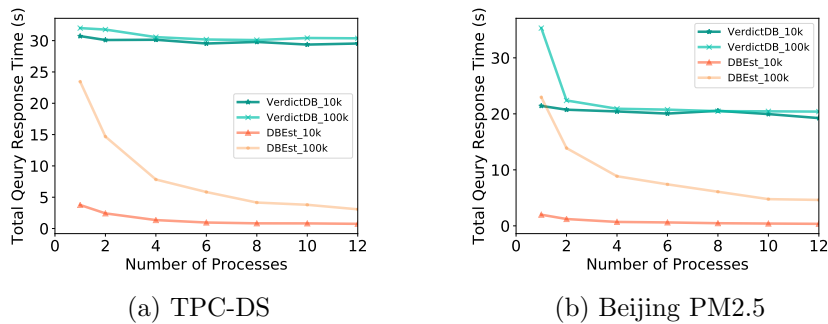 Total Qeury Response Time (s)
30
25
20
15
10
5
0
VerdictDB_10k
VerdictDB_100k
DBEst_10k
DBEst_100k
0 2 4 6 8 10 12
Number of Processes
(a) TPC-DS
Total Qeury Response Time (s)
30
20
10
0
VerdictDB_10k
VerdictDB_100k
DBEst_10k
DBEst_100k
0 2 4 6 8 10 12
Number of Processes
(b) Beijing PM2.5